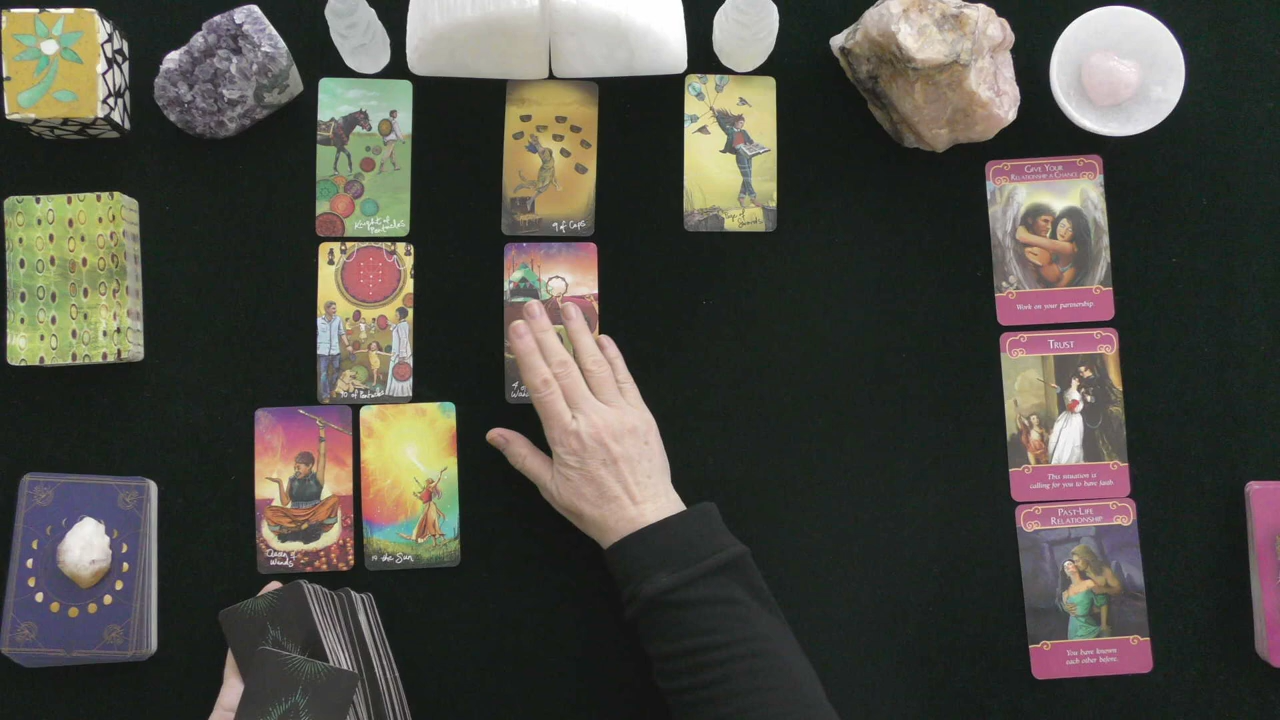 Knight of
Pentacles
9 of Cups
Page of
Swords
10 of Pentacles
4 of
Queen of
Wands
19 the Sun
GIVE YOUR
RELATIONSHIP A CHANCE
Work on your partnership.
TRUST
This situation is
calling for you to have faith
PAST-LIFE
RELATIONSHIP
You have known
each other before.